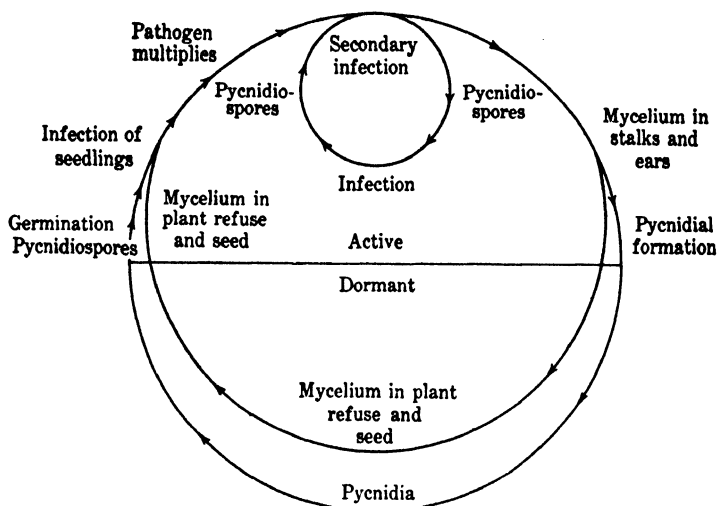 Pathogen
multiplies
Secondary
infection
Pycnidio-
spores
Pycnidio-
spores
Infection of
seedlings
Mycelium in
stalks and
ears
Infection
Mycelium in
plant refuse
and seed
Germination
Pycnidiospores
Pycnidial
formation
Active
Dormant
Mycelium in plant
refuse and
seed
Pycnidia